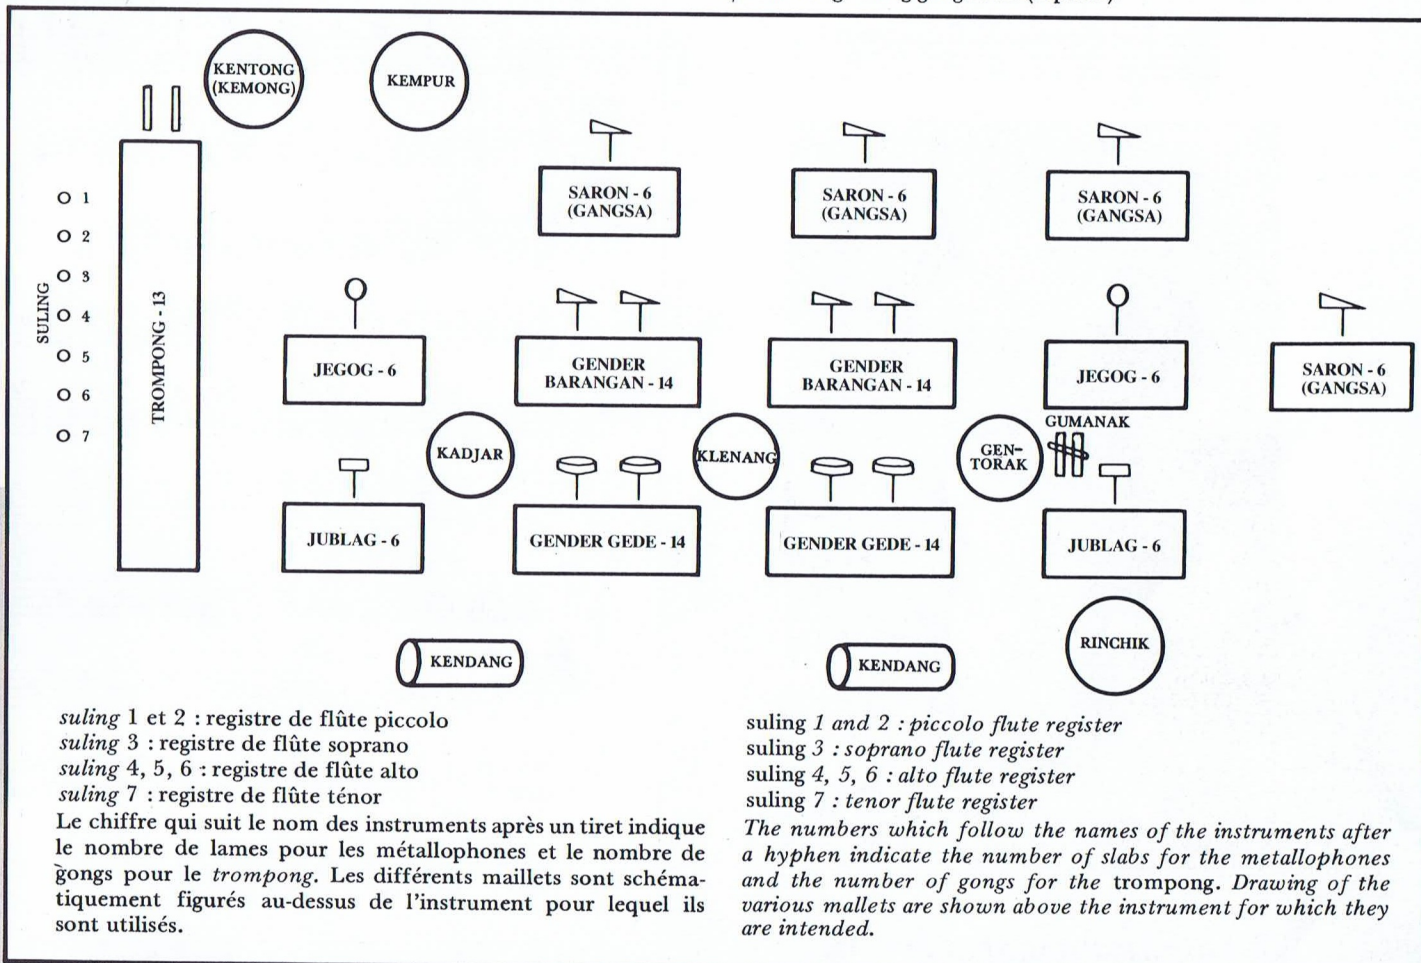 KENTONG
(KEMONG)
KEMPUR
SARON - 6
(GANGSA)
SARON - 6
(GANGSA)
SARON - 6
(GANGSA)
SULING
1
2
3
4
5
6
7
TROMPONG - 13
JEGOG - 6
GENDER
BARANGAN - 14
GENDER
BARANGAN - 14
JEGOG - 6
SARON - 6
(GANGSA)
GUMANAK
KADJAR
KLENANG
GEN-
TORAK
JUBLAG - 6
GENDER GEDE - 14
GENDER GEDE - 14
JUBLAG - 6
KENDANG
KENDANG
RINCHIK
suling 1 et 2 : registre de flûte piccolo
suling 3 : registre de flûte soprano
suling 4, 5, 6 : registre de flûte alto
suling 7 : registre de flûte ténor
Le chiffre qui suit le nom des instruments après un tiret indique
le nombre de lames pour les métallophones et le nombre de
gongs pour le trompong. Les différents maillets sont schéma-
tiquement figurés au-dessus de l'instrument pour lequel ils
sont utilisés.
suling 1 and 2 : piccolo flute register
suling 3 : soprano flute register
suling 4, 5, 6 : alto flute register
suling 7 : tenor flute register
The numbers which follow the names of the instruments after
a hyphen indicate the number of slabs for the metallophones
and the number of gongs for the trompong. Drawing of the
various mallets are shown above the instrument for which they
are intended.